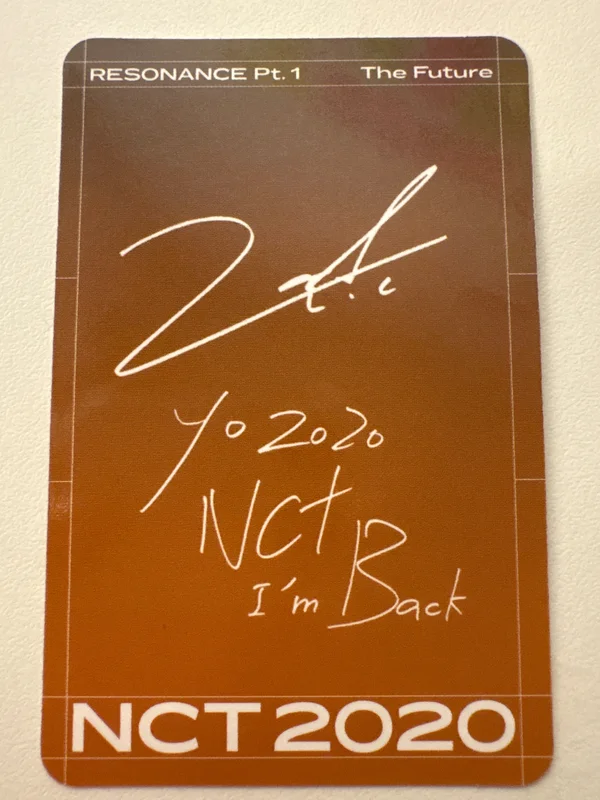 RESONANCE Pt. 1 The Future
Yo 2020
NCT
I'm Back
NCT 2020